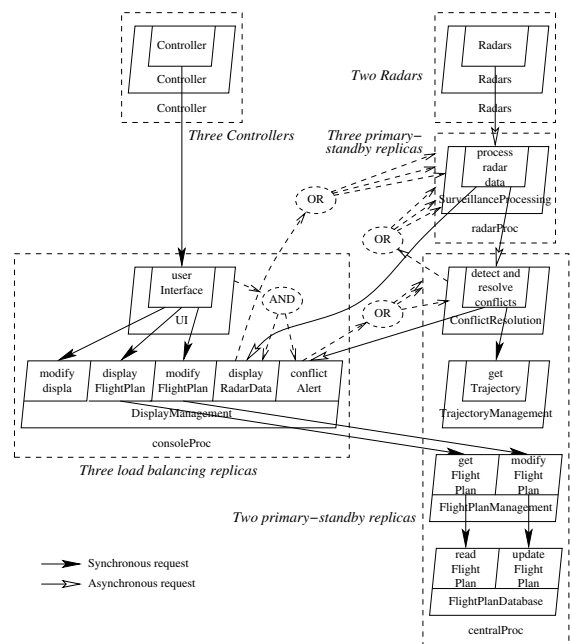 Controller
Controller
Controller
Three Controllers
Two Radars
Radars
Radars
Radars
Three primary-
standby replicas
process
radar
data
SurveillanceProcessing
radarProc
OR
OR
user
Interface
UI
AND
OR
detect and
resolve
conflicts
ConflictResolution
modify
displa
display
FlightPlan
modify
FlightPlan
display
RadarData
conflict
Alert
DisplayManagement
consoleProc
Three load balancing replicas
get
Trajectory
TrajectoryManagement
Two primary-standby replicas
get
Flight
Plan
modify
Flight
Plan
FlightPlanManagement
read
Flight
Plan
update
Flight
Plan
FlightPlanDatabase
centralProc
Synchronous request
Asynchronous request